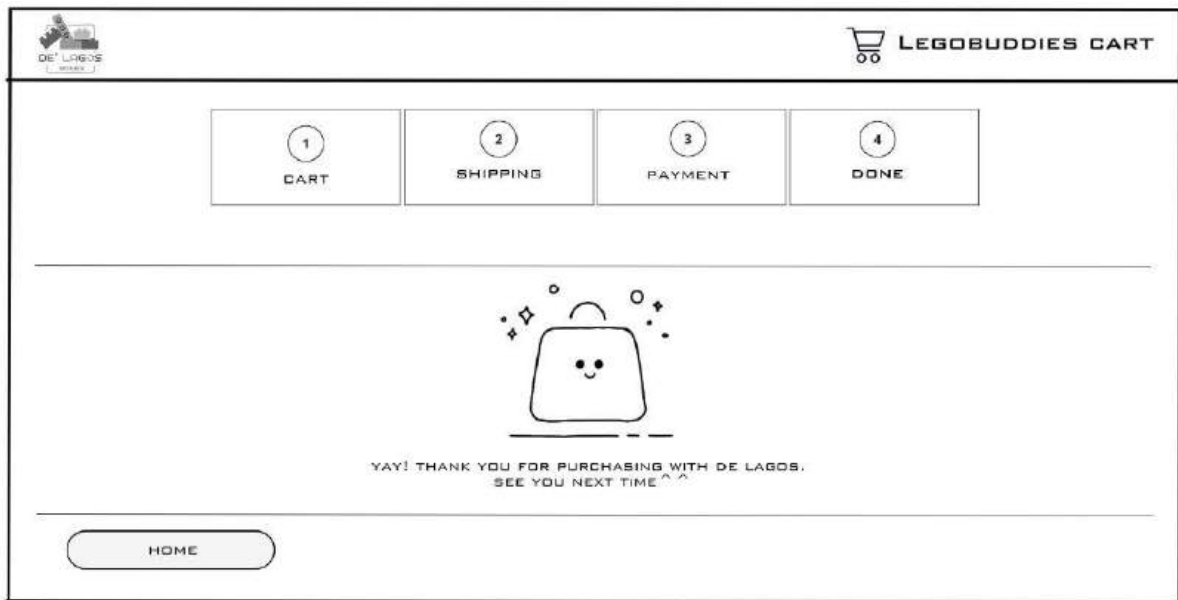 DE' LAGOS
LEGOBUDDIES CART
1
CART
2
SHIPPING
3
PAYMENT
4
DONE
YAY! THANK YOU FOR PURCHASING WITH DE LAGOS.
SEE YOU NEXT TIME^ ^
HOME